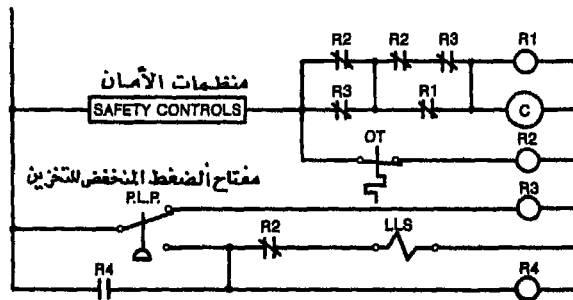 R2 R2 R3 R1
منظمات الأمان
SAFETY CONTROLS
R3 R1 C
OT R2
مفتاح الضغط المنخفض للتخزين
P.L.P. R3
R2 LLS
R4 R4